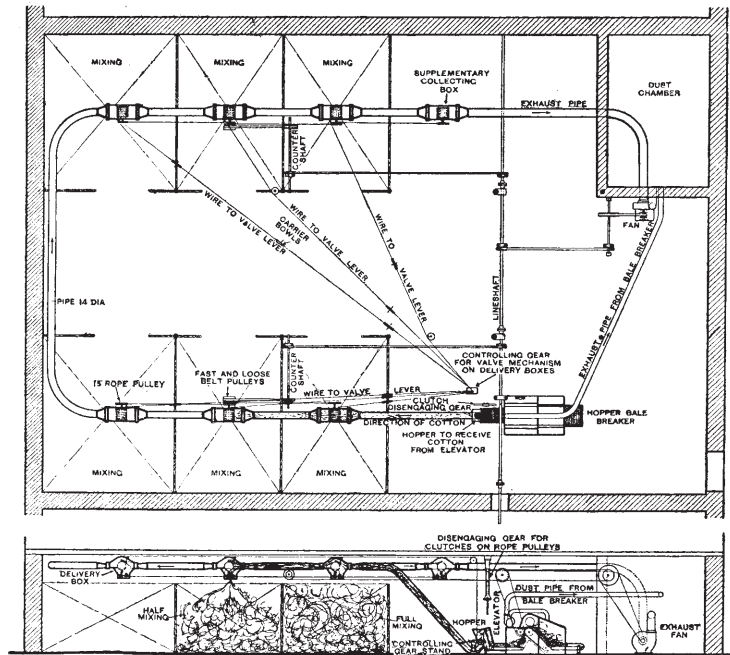 MIXING
MIXING
MIXING
SUPPLEMENTARY
COLLECTING
BOX
EXHAUST PIPE
DUST
CHAMBER
COUNTER
SHAFT
WIRE TO VALVE LEVER
WIRE TO VALVE LEVER
CARRIER
BOWLS
WIRE TO VALVE LEVER
LINESHAFT
FAN
EXHAUST PIPE FROM BALE BREAKER
PIPE 14 DIA
15 ROPE PULLEY
FAST AND LOOSE
BELT PULLEYS
COUNTER
SHAFT
WIRE TO VALVE LEVER
CONTROLLING GEAR
FOR VALVE MECHANISM
ON DELIVERY BOXES
CLUTCH
DISENGAGING GEAR
DIRECTION OF COTTON
HOPPER TO RECEIVE
COTTON
FROM ELEVATOR
HOPPER BALE
BREAKER
MIXING
MIXING
MIXING
DISENGAGING GEAR FOR
CLUTCHES ON ROPE PULLEYS
DELIVERY
BOX
ELEVATOR
DUST PIPE FROM
BALE BREAKER
HALF
MIXING
FULL
MIXING
HOPPER
CONTROLLING
GEAR STAND
EXHAUST
FAN